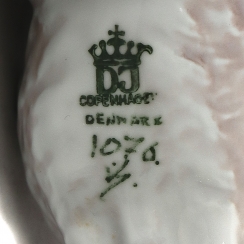 DJ
COPENHAGEN
DENMARK
1076.